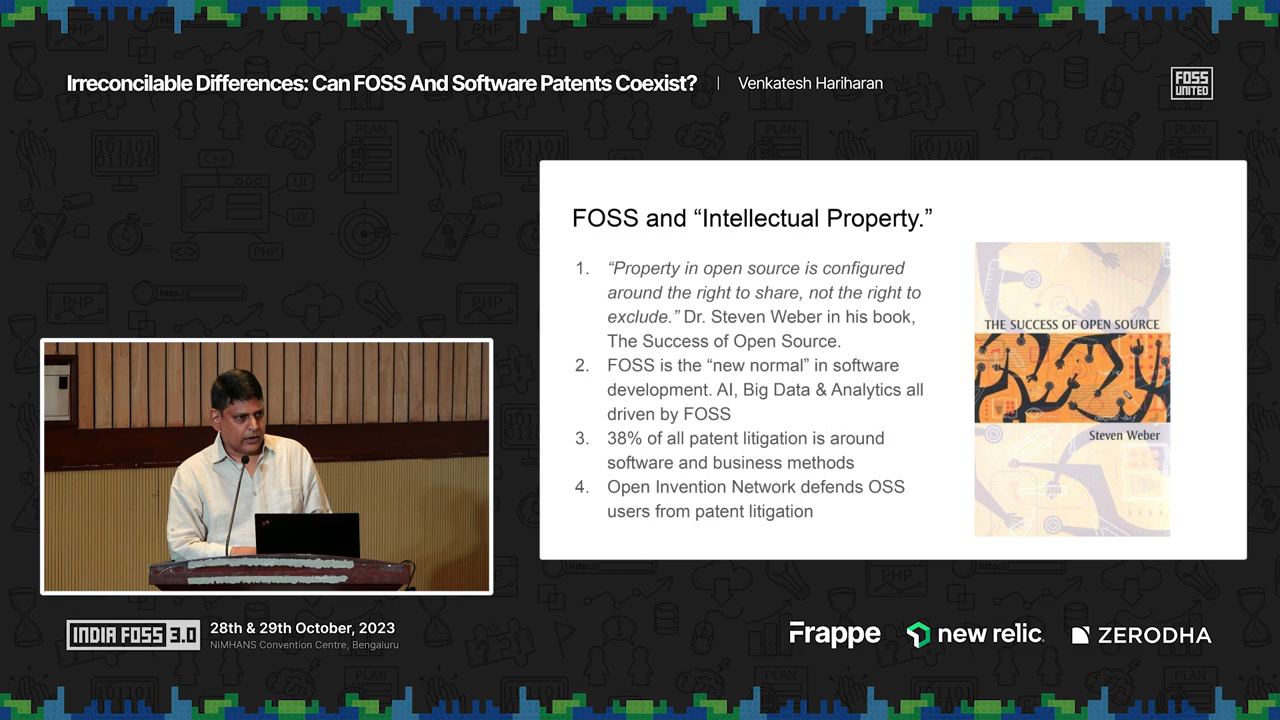 Irreconcilable Differences: Can FOSS And Software Patents Coexist? | Venkatesh Hariharan
FOSS
UNITED
FOSS and “Intellectual Property.”
1. “Property in open source is configured
around the right to share, not the right to
exclude.” Dr. Steven Weber in his book,
The Success of Open Source.
2. FOSS is the “new normal” in software
development. AI, Big Data & Analytics all
driven by FOSS
3. 38% of all patent litigation is around
software and business methods
4. Open Invention Network defends OSS
users from patent litigation
THE SUCCESS OF OPEN SOURCE
Steven Weber
INDIA FOSS 3.0
28th & 29th October, 2023
NIMHANS Convention Centre, Bengaluru
Frappe
new relic
ZERODHA
PHP
PLAN
C++
UI
UX
PHP